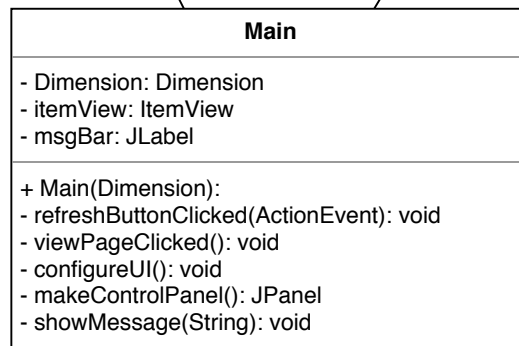 Main
- Dimension: Dimension
- itemView: ItemView
- msgBar: JLabel
+ Main(Dimension):
- refreshButtonClicked(ActionEvent): void
- viewPageClicked(): void
- configureUI(): void
- makeControlPanel(): JPanel
- showMessage(String): void